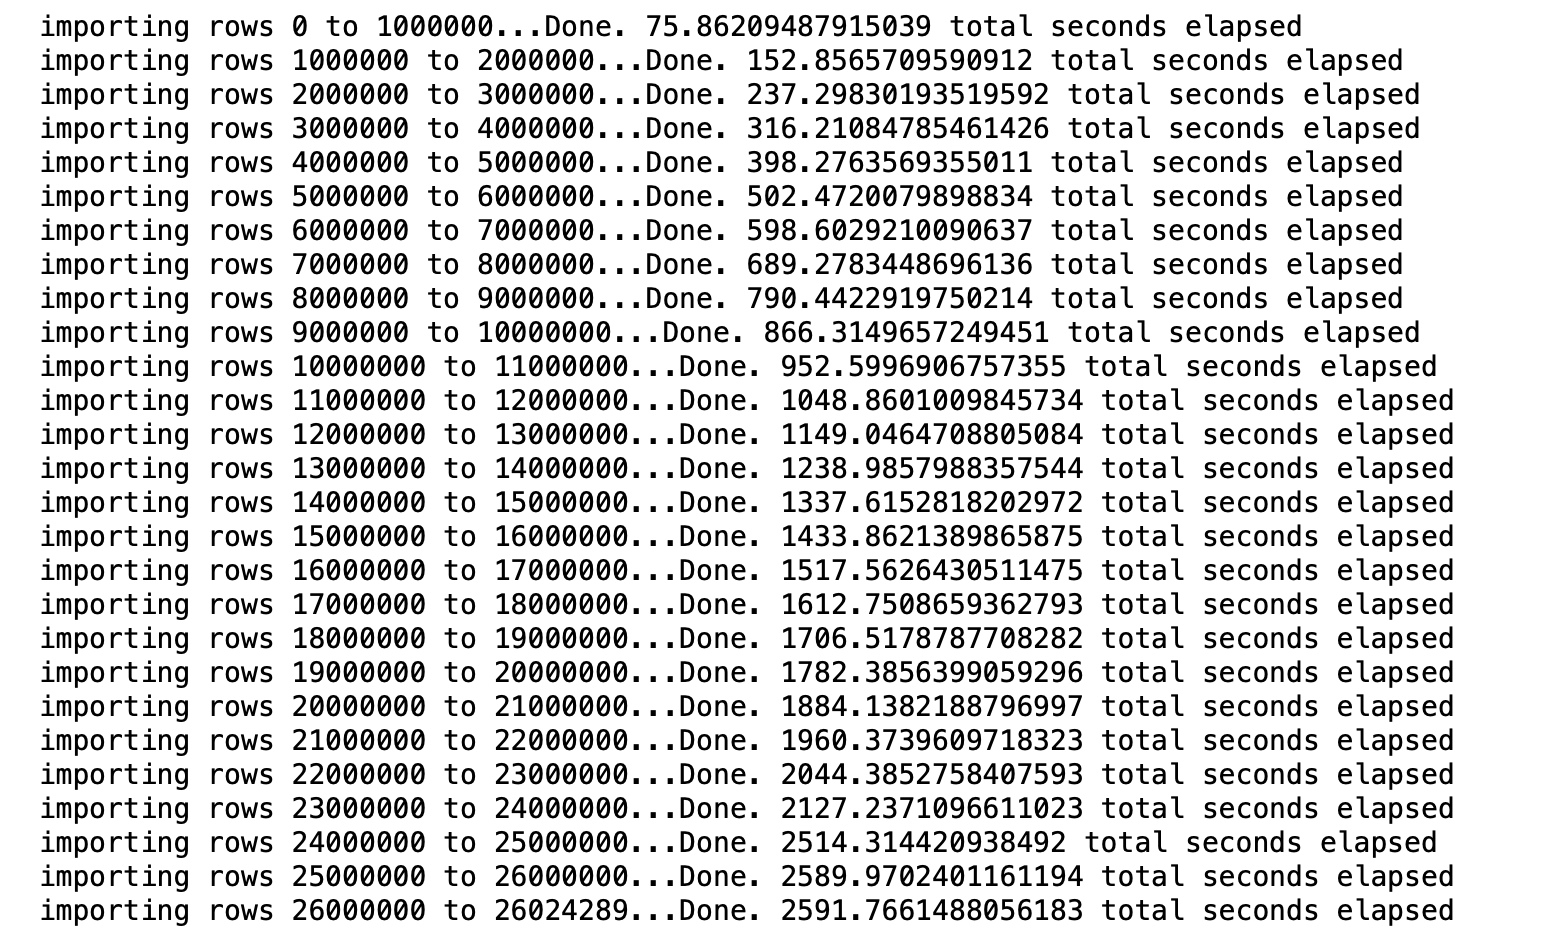 importing rows 0 to 1000000...Done. 75.86209487915039 total seconds elapsed
importing rows 1000000 to 2000000...Done. 152.8565709590912 total seconds elapsed
importing rows 2000000 to 3000000...Done. 237.29830193519592 total seconds elapsed
importing rows 3000000 to 4000000...Done. 316.21084785461426 total seconds elapsed
importing rows 4000000 to 5000000...Done. 398.2763569355011 total seconds elapsed
importing rows 5000000 to 6000000...Done. 502.4720079898834 total seconds elapsed
importing rows 6000000 to 7000000...Done. 598.6029210090637 total seconds elapsed
importing rows 7000000 to 8000000...Done. 689.2783448696136 total seconds elapsed
importing rows 8000000 to 9000000...Done. 790.4422919750214 total seconds elapsed
importing rows 9000000 to 10000000...Done. 866.3149657249451 total seconds elapsed
importing rows 10000000 to 11000000...Done. 952.5996906757355 total seconds elapsed
importing rows 11000000 to 12000000...Done. 1048.8601009845734 total seconds elapsed
importing rows 12000000 to 13000000...Done. 1149.0464708805084 total seconds elapsed
importing rows 13000000 to 14000000...Done. 1238.9857988357544 total seconds elapsed
importing rows 14000000 to 15000000...Done. 1337.6152818202972 total seconds elapsed
importing rows 15000000 to 16000000...Done. 1433.8621389865875 total seconds elapsed
importing rows 16000000 to 17000000...Done. 1517.5626430511475 total seconds elapsed
importing rows 17000000 to 18000000...Done. 1612.7508659362793 total seconds elapsed
importing rows 18000000 to 19000000...Done. 1706.5178787708282 total seconds elapsed
importing rows 19000000 to 20000000...Done. 1782.3856399059296 total seconds elapsed
importing rows 20000000 to 21000000...Done. 1884.1382188796997 total seconds elapsed
importing rows 21000000 to 22000000...Done. 1960.3739609718323 total seconds elapsed
importing rows 22000000 to 23000000...Done. 2044.3852758407593 total seconds elapsed
importing rows 23000000 to 24000000...Done. 2127.2371096611023 total seconds elapsed
importing rows 24000000 to 25000000...Done. 2514.314420938492 total seconds elapsed
importing rows 25000000 to 26000000...Done. 2589.9702401161194 total seconds elapsed
importing rows 26000000 to 26024289...Done. 2591.7661488056183 total seconds elapsed